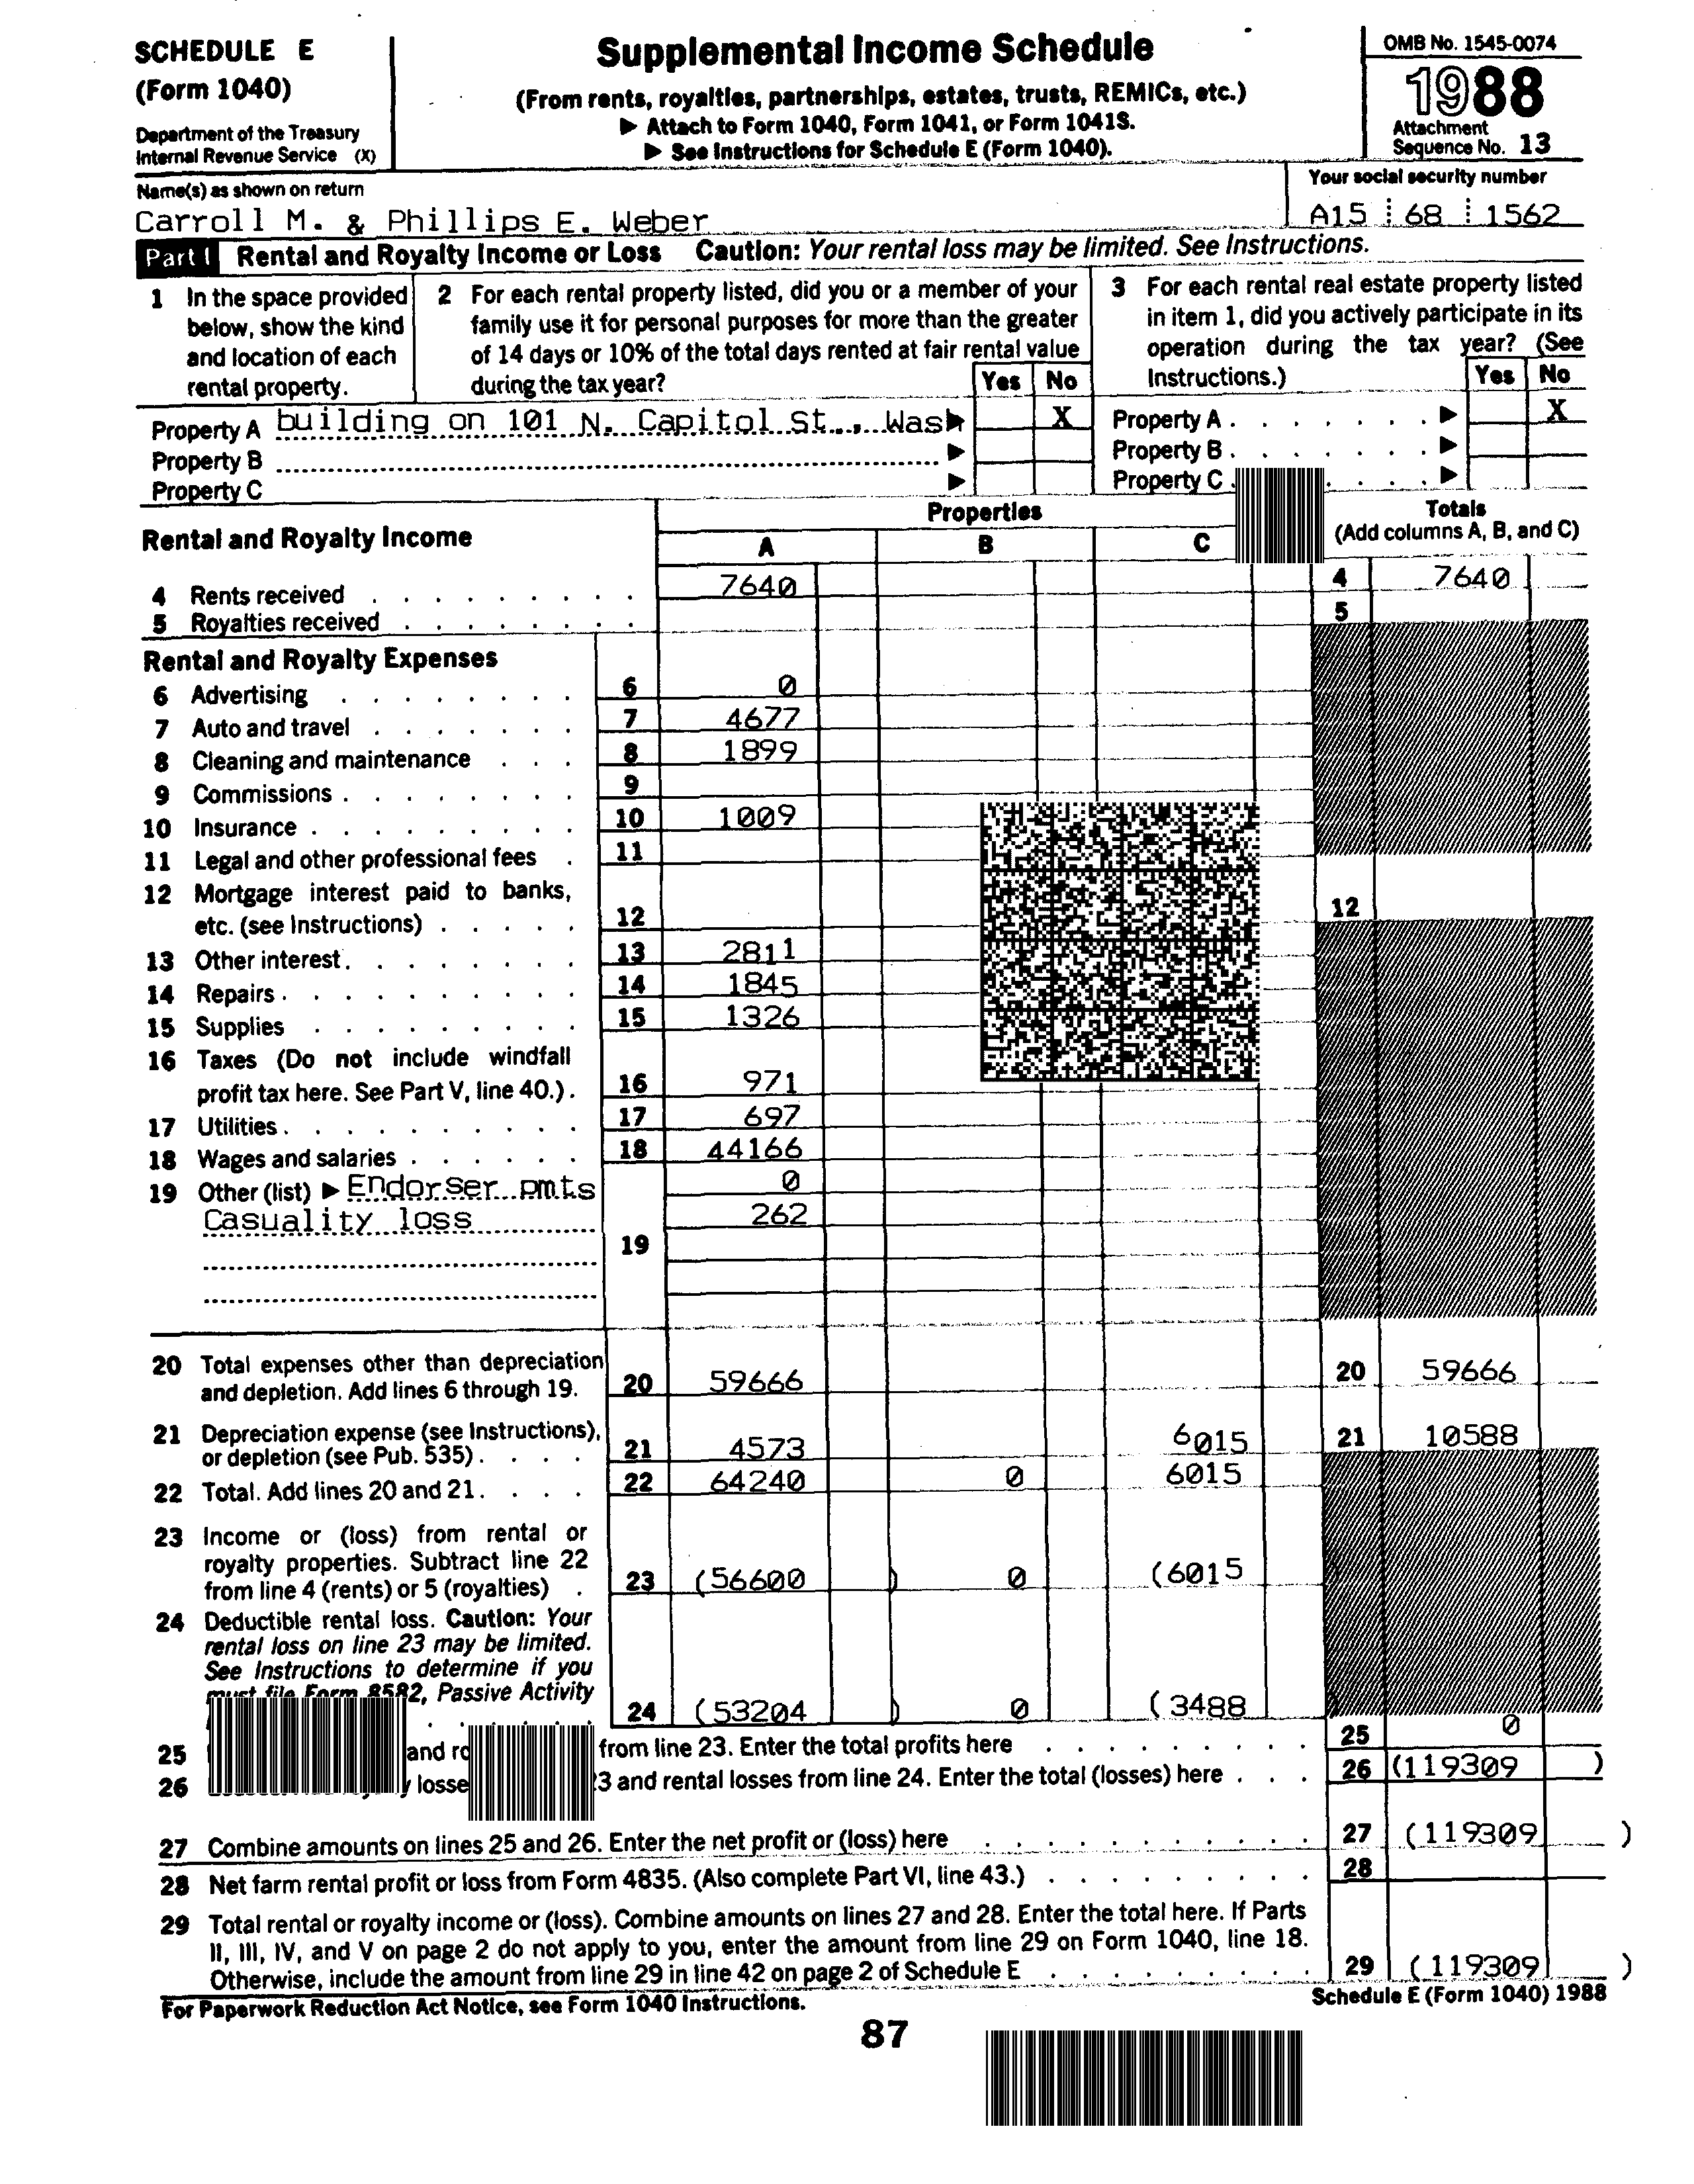 SCHEDULE E
(Form 1040)
Department of the Treasury
Internal Revenue Service (X)
Supplemental Income Schedule
(From rents, royalties, partnerships, estates, trusts, REMICs, etc.)
▶ Attach to Form 1040, Form 1041, or Form 1041S.
▶ See Instructions for Schedule E (Form 1040).
OMB No. 1545-0074
1988
Attachment
Sequence No. 13
Name(s) as shown on return
Carroll M. & Phillips E. Weber
Your social security number
A15 68 1562
Part I Rental and Royalty Income or Loss Caution: Your rental loss may be limited. See Instructions.
1 In the space provided
below, show the kind
and location of each
rental property.
2 For each rental property listed, did you or a member of your
family use it for personal purposes for more than the greater
of 14 days or 10% of the total days rented at fair rental value
during the tax year?
Yes No
3 For each rental real estate property listed
in item 1, did you actively participate in its
operation during the tax year? (See
Instructions.)
Yes No
Property A building on 101 N. Capitol St., Wash ▶ X
Property A . . . . . . . ▶ X
Property B ▶
Property B . . . . . . . ▶
Property C ▶
Property C . . . . . ▶
Rental and Royalty Income
Properties
A B C
Totals
(Add columns A, B, and C)
4 Rents received . . . . . . . . . 7640 4 7640
5 Royalties received . . . . . . . . 5
Rental and Royalty Expenses
6 Advertising . . . . . . . . 6 0
7 Auto and travel . . . . . . . 7 4677
8 Cleaning and maintenance . . . 8 1899
9 Commissions . . . . . . . . 9
10 Insurance . . . . . . . . . 10 1009
11 Legal and other professional fees . 11
12 Mortgage interest paid to banks,
etc. (see Instructions) . . . . . 12 12
13 Other interest . . . . . . . . 13 2811
14 Repairs . . . . . . . . . . 14 1845
15 Supplies . . . . . . . . . 15 1326
16 Taxes (Do not include windfall
profit tax here. See Part V, line 40.) . 16 971
17 Utilities . . . . . . . . . . 17 697
18 Wages and salaries . . . . . . 18 44166
19 Other (list) ▶ Endorser pmts 0
Casuality loss 262
19
20 Total expenses other than depreciation
and depletion. Add lines 6 through 19. 20 59666 20 59666
21 Depreciation expense (see Instructions),
or depletion (see Pub. 535) . . . . 21 4573 6015 21 10588
22 Total. Add lines 20 and 21 . . . . 22 64240 0 6015
23 Income or (loss) from rental or
royalty properties. Subtract line 22
from line 4 (rents) or 5 (royalties) . 23 (56600 ) 0 (6015 )
24 Deductible rental loss. Caution: Your
rental loss on line 23 may be limited.
See Instructions to determine if you
must file Form 8582, Passive Activity
24 (53204 ) 0 (3488 )
25 and from line 23. Enter the total profits here . . . . . . . . . 25 0
26 and rental losses from line 24. Enter the total (losses) here . . . 26 (119309 )
27 Combine amounts on lines 25 and 26. Enter the net profit or (loss) here . . . . . . . . . . . 27 (119309 )
28 Net farm rental profit or loss from Form 4835. (Also complete Part VI, line 43.) . . . . . . . . . 28
29 Total rental or royalty income or (loss). Combine amounts on lines 27 and 28. Enter the total here. If Parts
II, III, IV, and V on page 2 do not apply to you, enter the amount from line 29 on Form 1040, line 18.
Otherwise, include the amount from line 29 in line 42 on page 2 of Schedule E . . . . . . . . . 29 (119309 )
For Paperwork Reduction Act Notice, see Form 1040 Instructions.
Schedule E (Form 1040) 1988
87